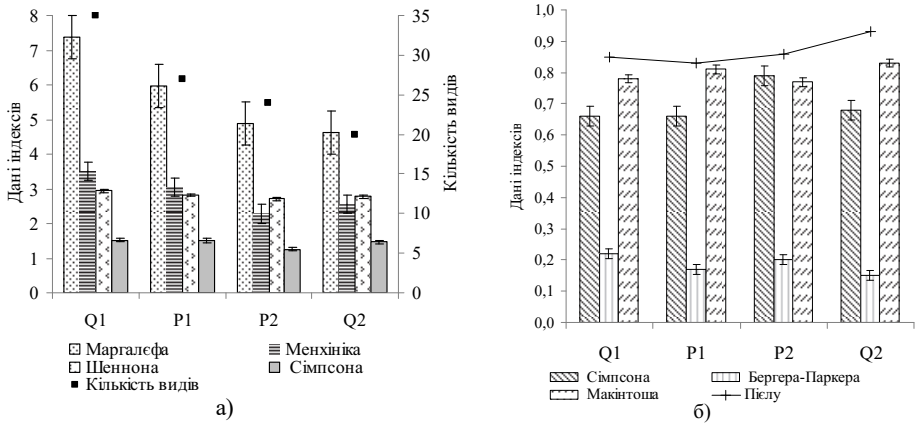 8
7
6
5
4
3
2
1
0
Дані індексів
35
30
25
20
15
10
5
0
Кількість видів
Q1 P1 P2 Q2
Маргалєфа Менхініка
Шеннона Сімпсона
Кількість видів
а)
1,0
0,9
0,8
0,7
0,6
0,5
0,4
0,3
0,2
0,1
0,0
Дані індексів
Q1 P1 P2 Q2
Сімпсона Бергера-Паркера
Макінтоша Пієлу
б)